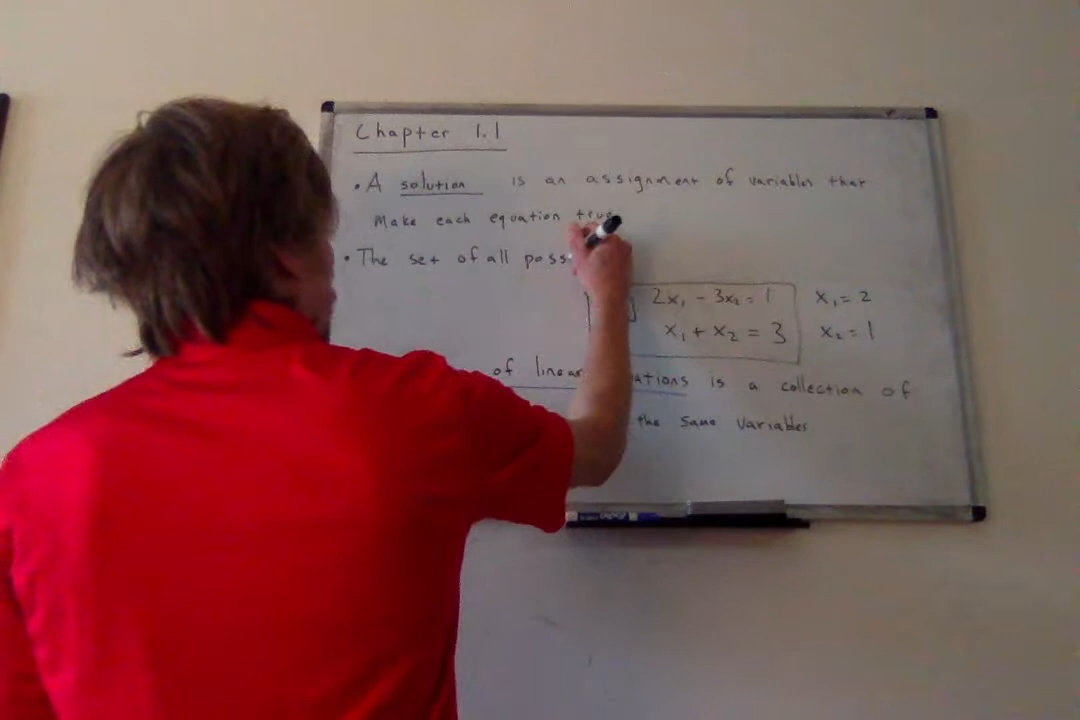 Chapter 1.1
• A solution is an assignment of variables that
Make each equation true
• The set of all poss
2x₁ - 3x₂ = 1 x₁ = 2
x₁ + x₂ = 3 x₂ = 1
of linear ations is a collection of
the same variables